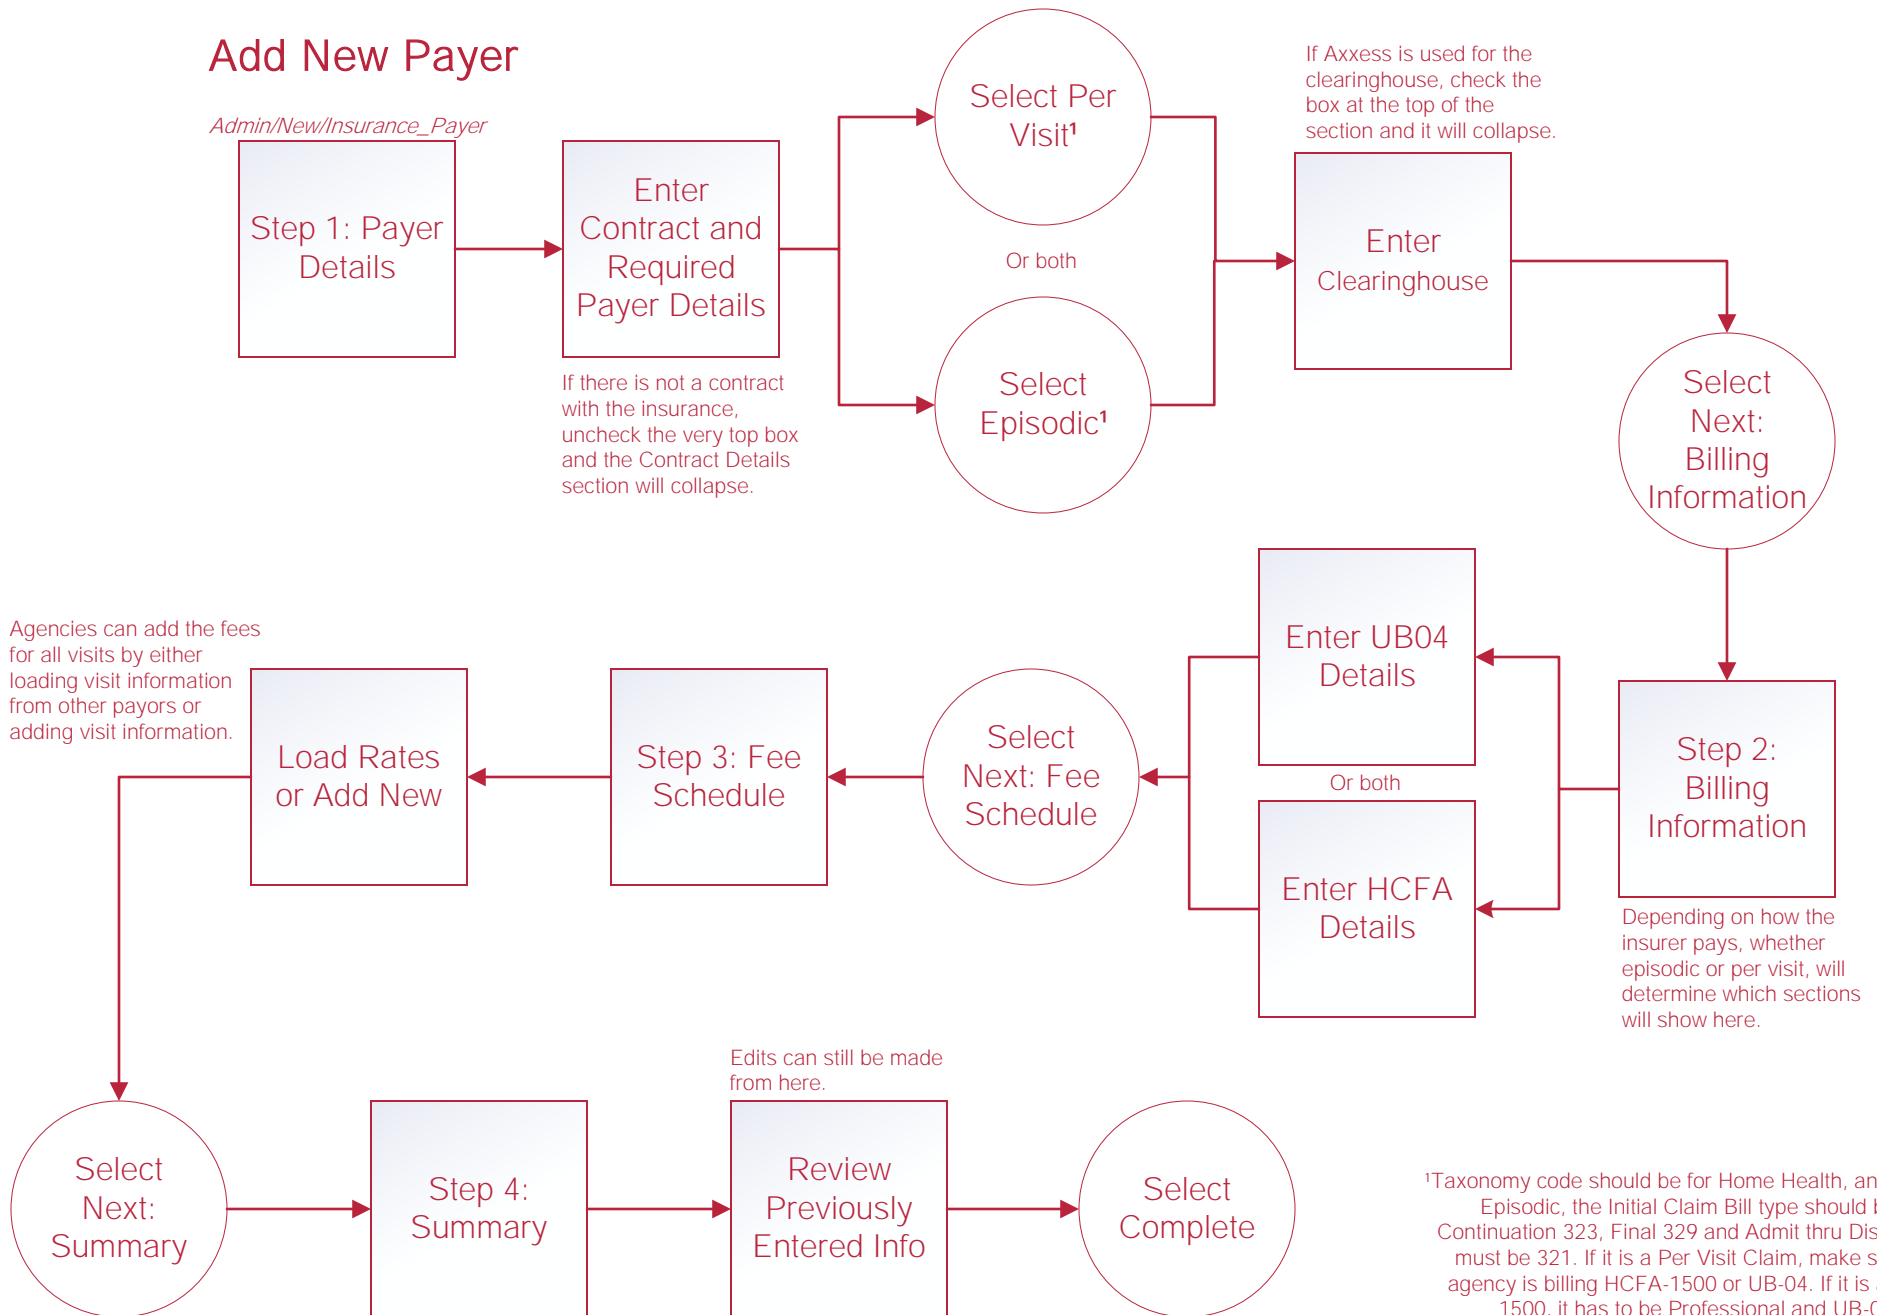 Add New Payer
Admin/New/Insurance_Payer
Step 1: Payer
Details
Enter
Contract and
Required
Payer Details
If there is not a contract
with the insurance,
uncheck the very top box
and the Contract Details
section will collapse.
Select Per
Visit¹
Or both
Select
Episodic¹
If Axxess is used for the
clearinghouse, check the
box at the top of the
section and it will collapse.
Enter
Clearinghouse
Select
Next:
Billing
Information
Step 2:
Billing
Information
Depending on how the
insurer pays, whether
episodic or per visit, will
determine which sections
will show here.
Enter UB04
Details
Or both
Enter HCFA
Details
Select
Next: Fee
Schedule
Step 3: Fee
Schedule
Load Rates
or Add New
Agencies can add the fees
for all visits by either
loading visit information
from other payors or
adding visit information.
Select
Next:
Summary
Step 4:
Summary
Edits can still be made
from here.
Review
Previously
Entered Info
Select
Complete
¹Taxonomy code should be for Home Health, an
Episodic, the Initial Claim Bill type should b
Continuation 323, Final 329 and Admit thru Dis
must be 321. If it is a Per Visit Claim, make s
agency is billing HCFA-1500 or UB-04. If it is
1500, it has to be Professional and UB-0